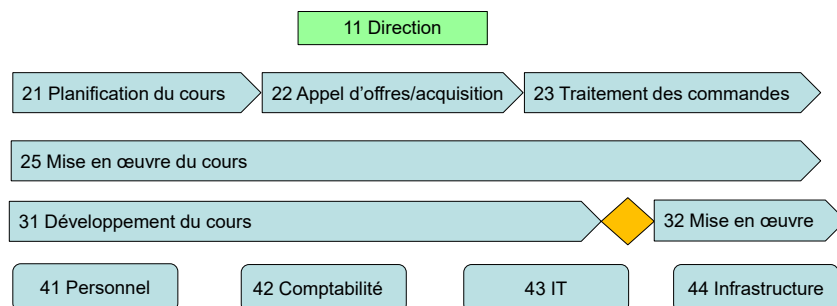 11 Direction
21 Planification du cours
22 Appel d’offres/acquisition
23 Traitement des commandes
25 Mise en œuvre du cours
31 Développement du cours
32 Mise en œuvre
41 Personnel
42 Comptabilité
43 IT
44 Infrastructure